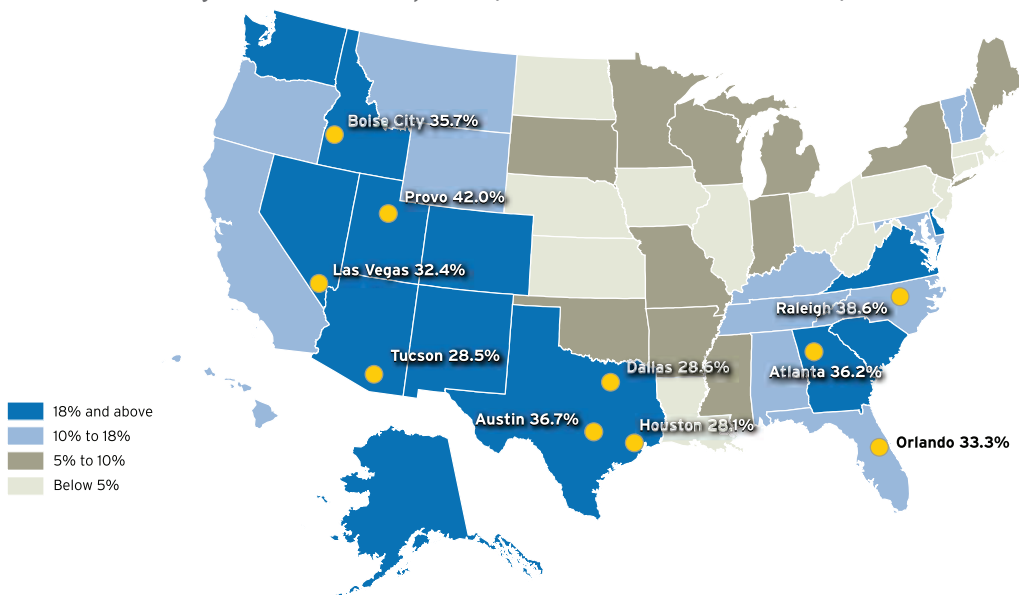 Boise City 35.7%
Provo 42.0%
Las Vegas 32.4%
Raleigh 38.6%
Tucson 28.5%
Dallas 28.6%
Atlanta 36.2%
Austin 36.7%
Houston 28.1%
Orlando 33.3%
18% and above
10% to 18%
5% to 10%
Below 5%